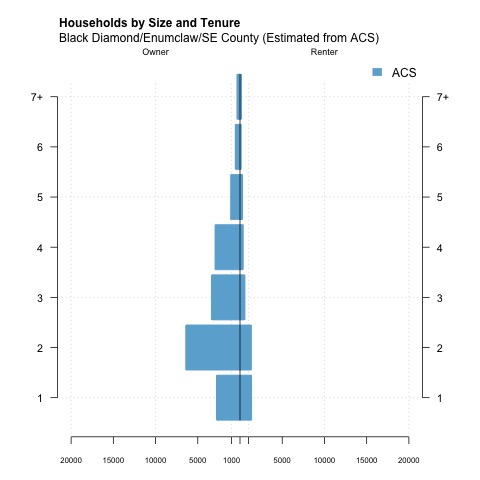 Households by Size and Tenure
Black Diamond/Enumclaw/SE County (Estimated from ACS)
Owner Renter
ACS
7+ 7+
6 6
5 5
4 4
3 3
2 2
1 1
20000 15000 10000 5000 1000 5000 10000 15000 20000